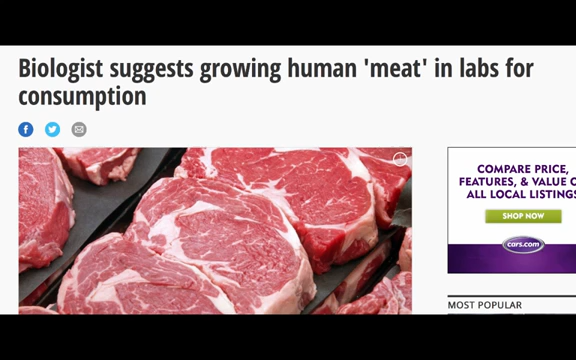 Biologist suggests growing human 'meat' in labs for
consumption
COMPARE PRICE,
FEATURES, & VALUE
ALL LOCAL LISTINGS
SHOP NOW
cars.com
MOST POPULAR